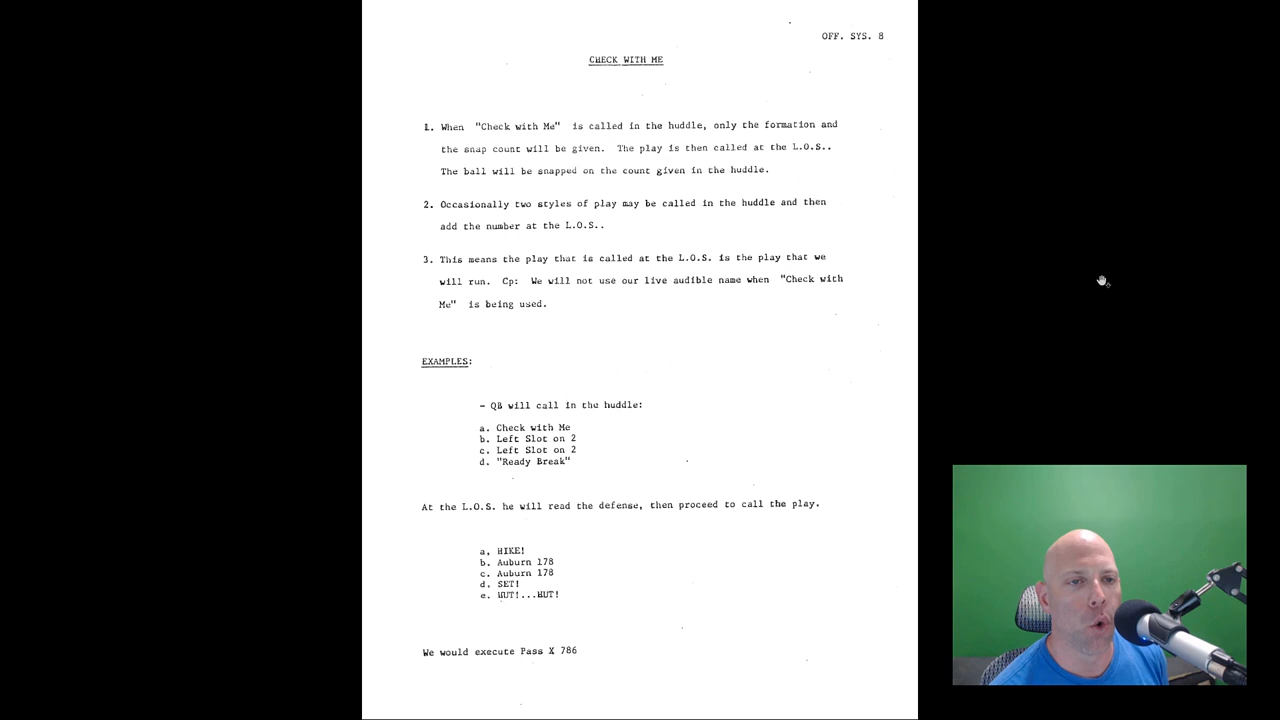 OFF. SYS. 8
CHECK WITH ME
1. When "Check with Me" is called in the huddle, only the formation and
the snap count will be given. The play is then called at the L.O.S..
The ball will be snapped on the count given in the huddle.
2. Occasionally two styles of play may be called in the huddle and then
add the number at the L.O.S..
3. This means the play that is called at the L.O.S. is the play that we
will run. Cp: We will not use our live audible name when "Check with
Me" is being used.
EXAMPLES:
- QB will call in the huddle:
a. Check with Me
b. Left Slot on 2
c. Left Slot on 2
d. "Ready Break"
At the L.O.S. he will read the defense, then proceed to call the play.
a. HIKE!
b. Auburn 178
c. Auburn 178
d. SET!
e. HUT!...HUT!
We would execute Pass X 786